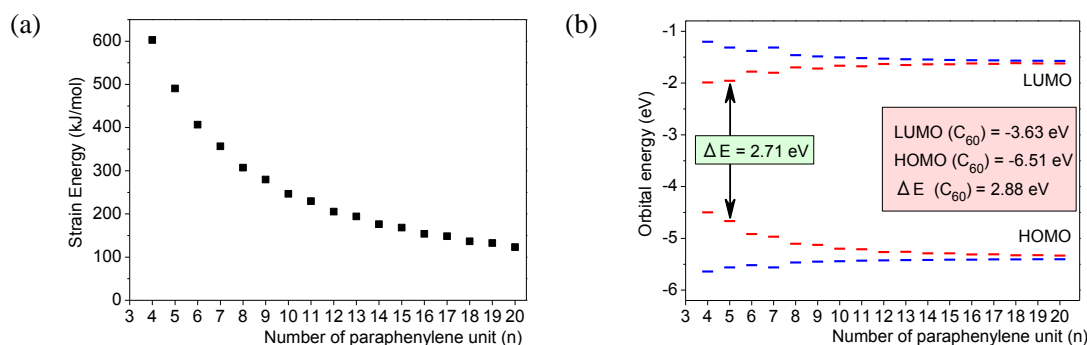 (a)
600
500
400
300
200
100
0
Strain Energy (kJ/mol)
3 4 5 6 7 8 9 10 11 12 13 14 15 16 17 18 19 20
Number of paraphenylene unit (n)
(b)
-1
-2
-3
-4
-5
-6
Orbital energy (eV)
LUMO
Δ E = 2.71 eV
LUMO (C60) = -3.63 eV
HOMO (C60) = -6.51 eV
Δ E (C60) = 2.88 eV
HOMO
3 4 5 6 7 8 9 10 11 12 13 14 15 16 17 18 19 20
Number of paraphenylene unit (n)